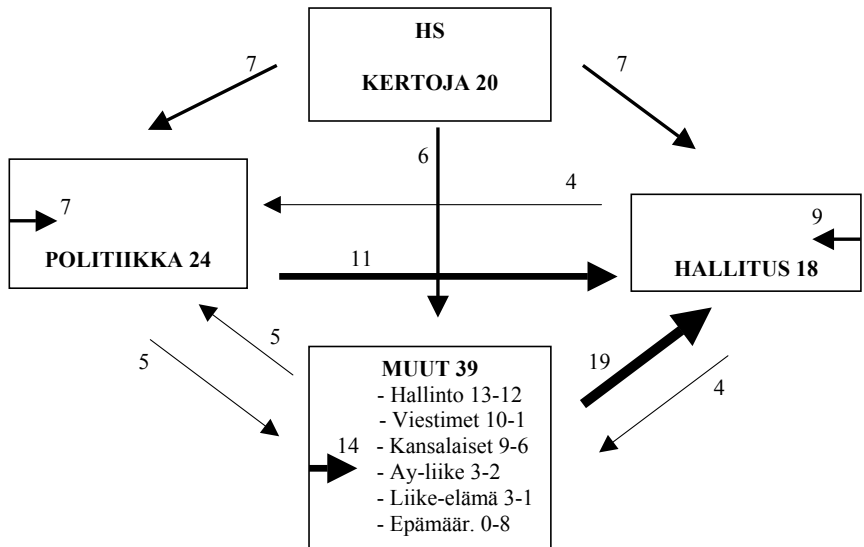 HS
KERTOJA 20
7
7
6
4
7
9
POLITIIKKA 24
11
HALLITUS 18
5
5
19
4
MUUT 39
- Hallinto 13-12
- Viestimet 10-1
14
- Kansalaiset 9-6
- Ay-liike 3-2
- Liike-elämä 3-1
- Epämäär. 0-8